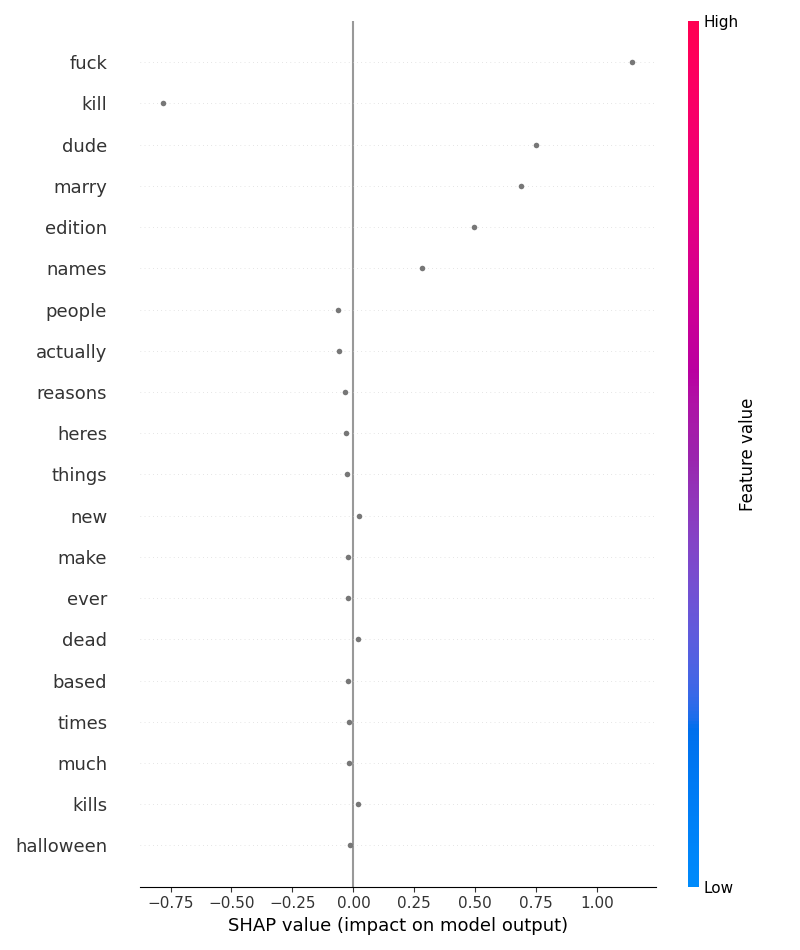 High
fuck
kill
dude
marry
edition
names
people
actually
reasons
heres
things
new
make
ever
dead
based
times
much
kills
halloween
Feature value
Low
−0.75 −0.50 −0.25 0.00 0.25 0.50 0.75 1.00
SHAP value (impact on model output)